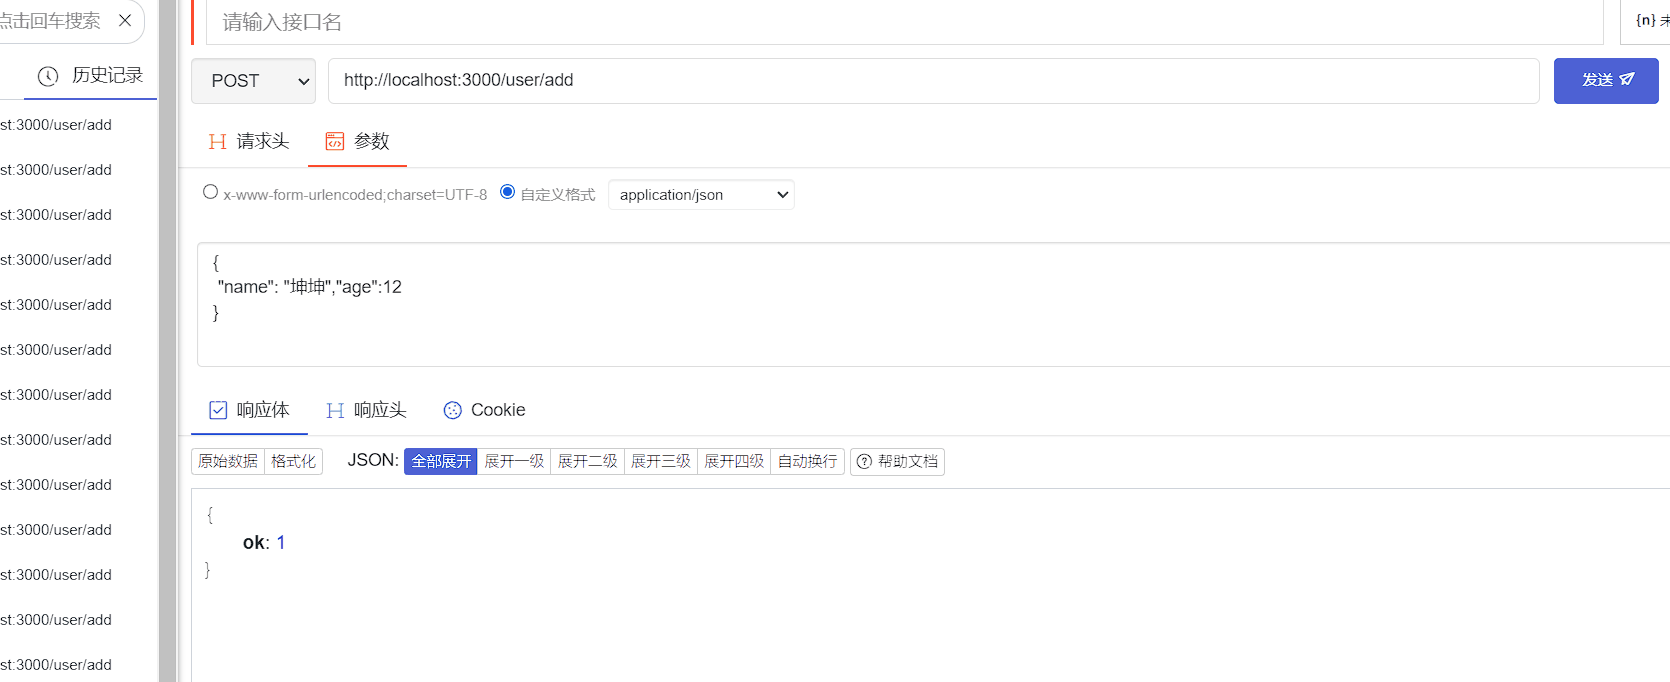 点击回车搜索
历史记录
st:3000/user/add
st:3000/user/add
st:3000/user/add
st:3000/user/add
st:3000/user/add
st:3000/user/add
st:3000/user/add
st:3000/user/add
st:3000/user/add
st:3000/user/add
st:3000/user/add
st:3000/user/add
st:3000/user/add
请输入接口名
{n} 未
POST
http://localhost:3000/user/add
发送
请求头
参数
x-www-form-urlencoded;charset=UTF-8 自定义格式 application/json
{
"name": "坤坤","age":12
}
响应体
响应头
Cookie
原始数据 格式化 JSON: 全部展开 展开一级 展开二级 展开三级 展开四级 自动换行 帮助文档
{
ok: 1
}